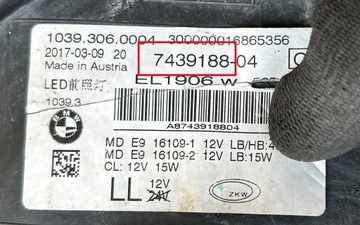 1039.306.0004 300000016865356
2017-03-09 20
Made in Austria
7439188-04
LED前照灯
EL1906 W
1039.3
BMW
A8743918804
MD E9 16109-1 12V LB/HB:4
MD E9 16109-2 12V LB:15W
CL: 12V 15W
LL 12V
24V
ZKW